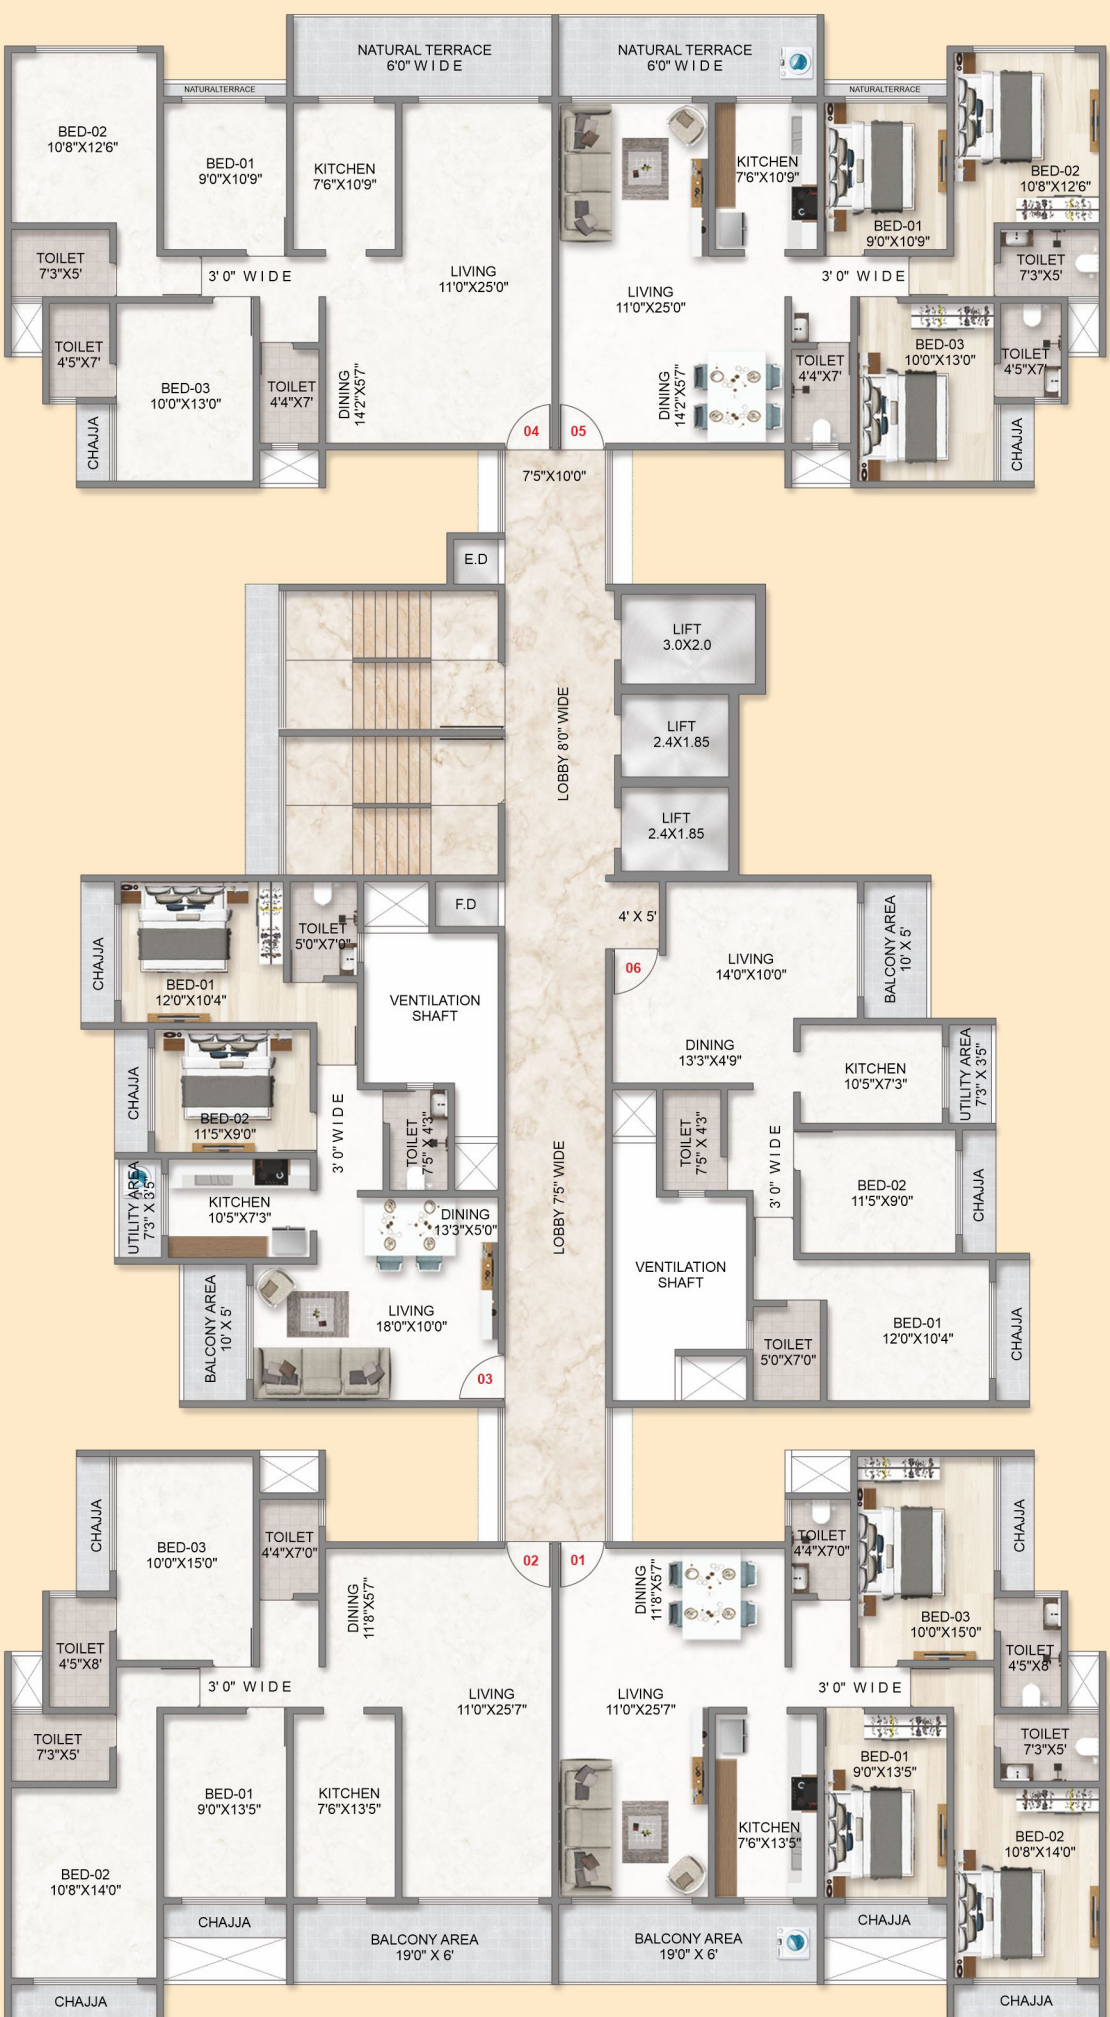 NATURAL TERRACE
6'0" W I D E
NATURAL TERRACE
6'0" W I D E
NATURALTERRACE
NATURALTERRACE
BED-02
10'8"X12'6"
BED-01
9'0"X10'9"
KITCHEN
7'6"X10'9"
KITCHEN
7'6"X10'9"
BED-02
10'8"X12'6"
BED-01
9'0"X10'9"
TOILET
7'3"X5'
3' 0" W I D E
LIVING
11'0"X25'0"
LIVING
11'0"X25'0"
3' 0" W I D E
TOILET
7'3"X5'
TOILET
4'5"X7'
BED-03
10'0"X13'0"
TOILET
4'4"X7'
DINING
14'2"X5'7"
DINING
14'2"X5'7"
TOILET
4'4"X7'
BED-03
10'0"X13'0"
TOILET
4'5"X7'
CHAJJA
04
05
CHAJJA
7'5"X10'0"
E.D
LIFT
3.0X2.0
LOBBY 8'0" WIDE
LIFT
2.4X1.85
LIFT
2.4X1.85
F.D
4' X 5'
CHAJJA
TOILET
5'0"X7'0"
BED-01
12'0"X10'4"
VENTILATION
SHAFT
06
LIVING
14'0"X10'0"
BALCONY AREA
10' X 5'
DINING
13'3"X4'9"
KITCHEN
10'5"X7'3"
UTILITY AREA
7'3" X 3'5"
CHAJJA
BED-02
11'5"X9'0"
3' 0" W I D E
TOILET
7'5" X 4'3"
TOILET
7'5" X 4'3"
3' 0" W I D E
BED-02
11'5"X9'0"
CHAJJA
UTILITY AREA
7'3" X 3'5"
KITCHEN
10'5"X7'3"
DINING
13'3"X5'0"
LOBBY 7'5" WIDE
VENTILATION
SHAFT
BALCONY AREA
10' X 5'
LIVING
18'0"X10'0"
03
TOILET
5'0"X7'0"
BED-01
12'0"X10'4"
CHAJJA
CHAJJA
BED-03
10'0"X15'0"
TOILET
4'4"X7'0"
02
01
DINING
11'8"X5'7"
DINING
11'8"X5'7"
TOILET
4'4"X7'0"
BED-03
10'0"X15'0"
CHAJJA
TOILET
4'5"X8'
TOILET
4'5"X8'
3' 0" W I D E
LIVING
11'0"X25'7"
LIVING
11'0"X25'7"
3' 0" W I D E
TOILET
7'3"X5'
TOILET
7'3"X5'
BED-01
9'0"X13'5"
KITCHEN
7'6"X13'5"
KITCHEN
7'6"X13'5"
BED-01
9'0"X13'5"
BED-02
10'8"X14'0"
BED-02
10'8"X14'0"
CHAJJA
BALCONY AREA
19'0" X 6'
BALCONY AREA
19'0" X 6'
CHAJJA
CHAJJA
CHAJJA